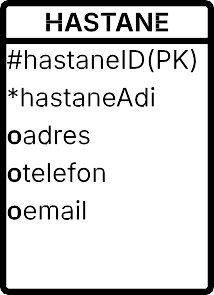 HASTANE
#hastaneID(PK)
*hastaneAdi
oadres
otelefon
oemail